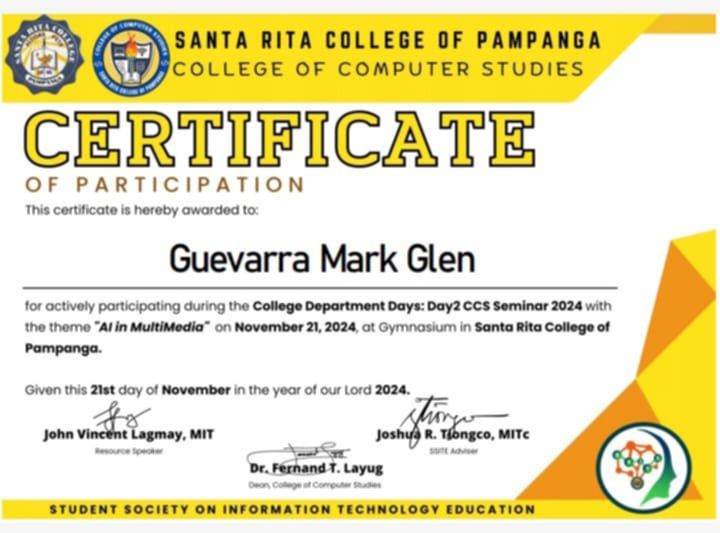 SANTA RITA COLLEGE OF PAMPANGA
COLLEGE OF COMPUTER STUDIES
CERTIFICATE
OF PARTICIPATION
This certificate is hereby awarded to:
Guevarra Mark Glen
for actively participating during the College Department Days: Day2 CCS Seminar 2024 with
the theme "AI in MultiMedia" on November 21, 2024, at Gymnasium in Santa Rita College of
Pampanga.
Given this 21st day of November in the year of our Lord 2024.
John Vincent Lagmay, MIT
Resource Speaker
Joshua R. Tiongco, MITc
SSITE Adviser
Dr. Fernand T. Layug
Dean, College of Computer Studies
STUDENT SOCIETY ON INFORMATION TECHNOLOGY EDUCATION